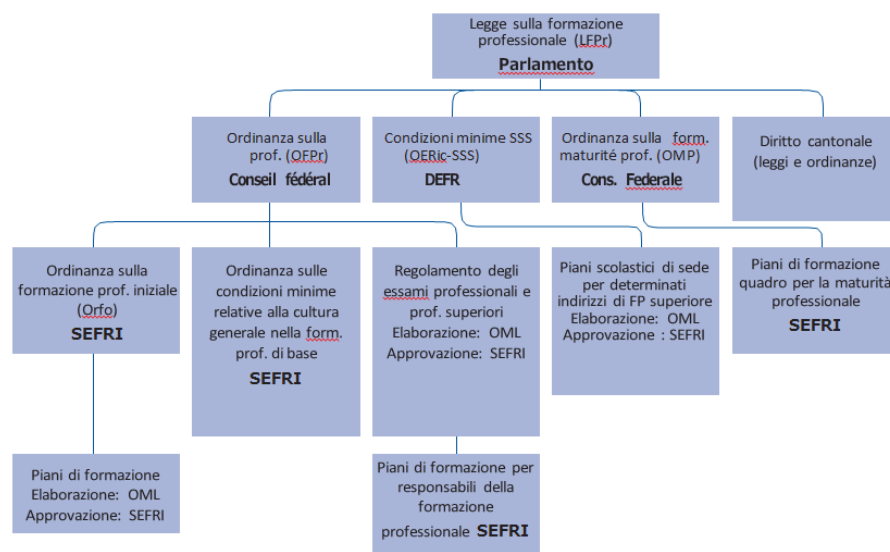 Legge sulla formazione
professionale (LFPr)
Parlamento
Ordinanza sulla
prof. (OFPr)
Conseil fédéral
Condizioni minime SSS
(OERic-SSS)
DEFR
Ordinanza sulla form.
maturité prof. (OMP)
Cons. Federale
Diritto cantonale
(leggi e ordinanze)
Ordinanza sulla
formazione prof. iniziale
(Orfo)
SEFRI
Ordinanza sulle
condizioni minime
relative alla cultura
generale nella form.
prof. di base
SEFRI
Regolamento degli
essami professionali e
prof. superiori
Elaborazione: OML
Approvazione: SEFRI
Piani scolastici di sede
per determinati
indirizzi di FP superiore
Elaborazione: OML
Approvazione : SEFRI
Piani di formazione
quadro per la maturità
professionale
SEFRI
Piani di formazione
Elaborazione: OML
Approvazione: SEFRI
Piani di formazione per
responsabili della
formazione
professionale SEFRI